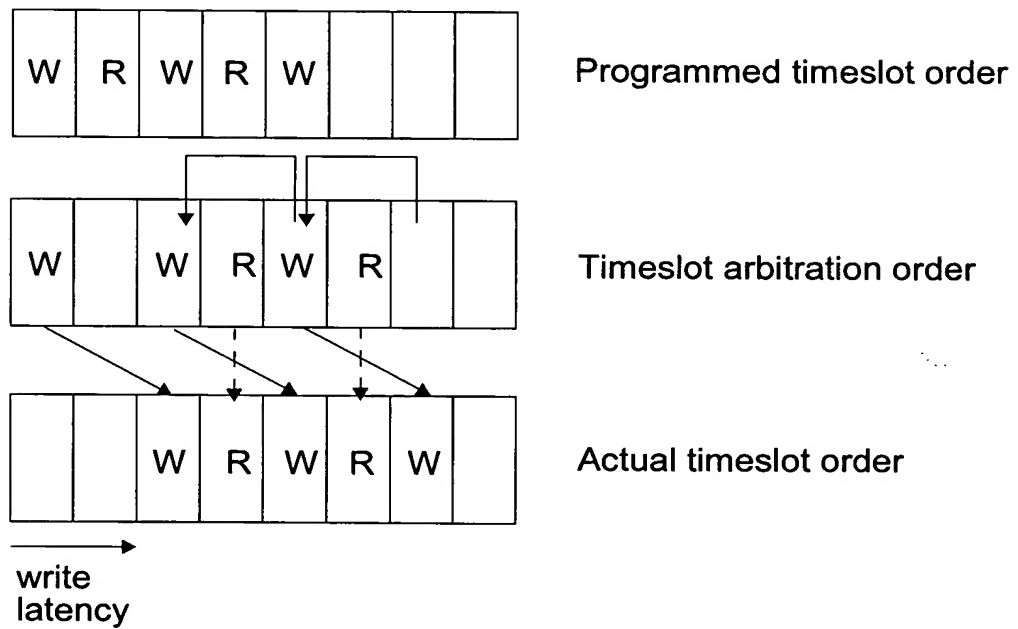 W R W R W
Programmed timeslot order
W W R W R
Timeslot arbitration order
W R W R W
Actual timeslot order
write
latency